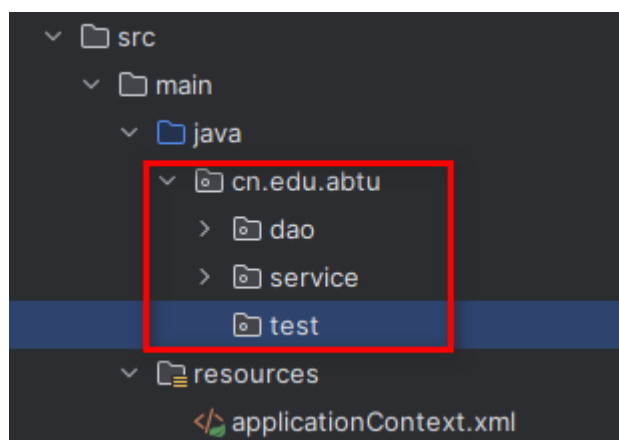 src
main
java
cn.edu.abtu
dao
service
test
resources
applicationContext.xml